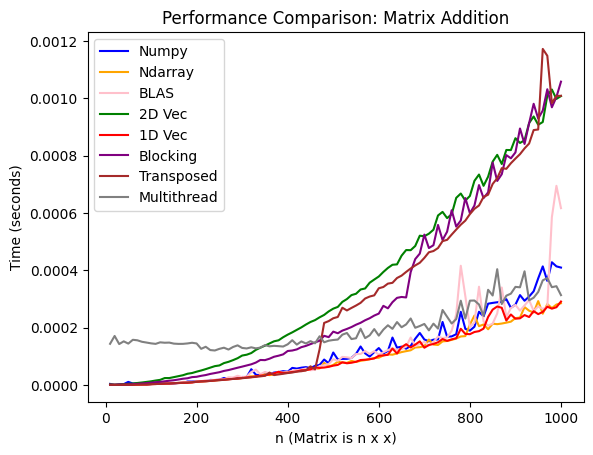 Performance Comparison: Matrix Addition
0.0012
0.0010
0.0008
0.0006
0.0004
0.0002
0.0000
Time (seconds)
Numpy
Ndarray
BLAS
2D Vec
1D Vec
Blocking
Transposed
Multithread
0 200 400 600 800 1000
n (Matrix is n x x)